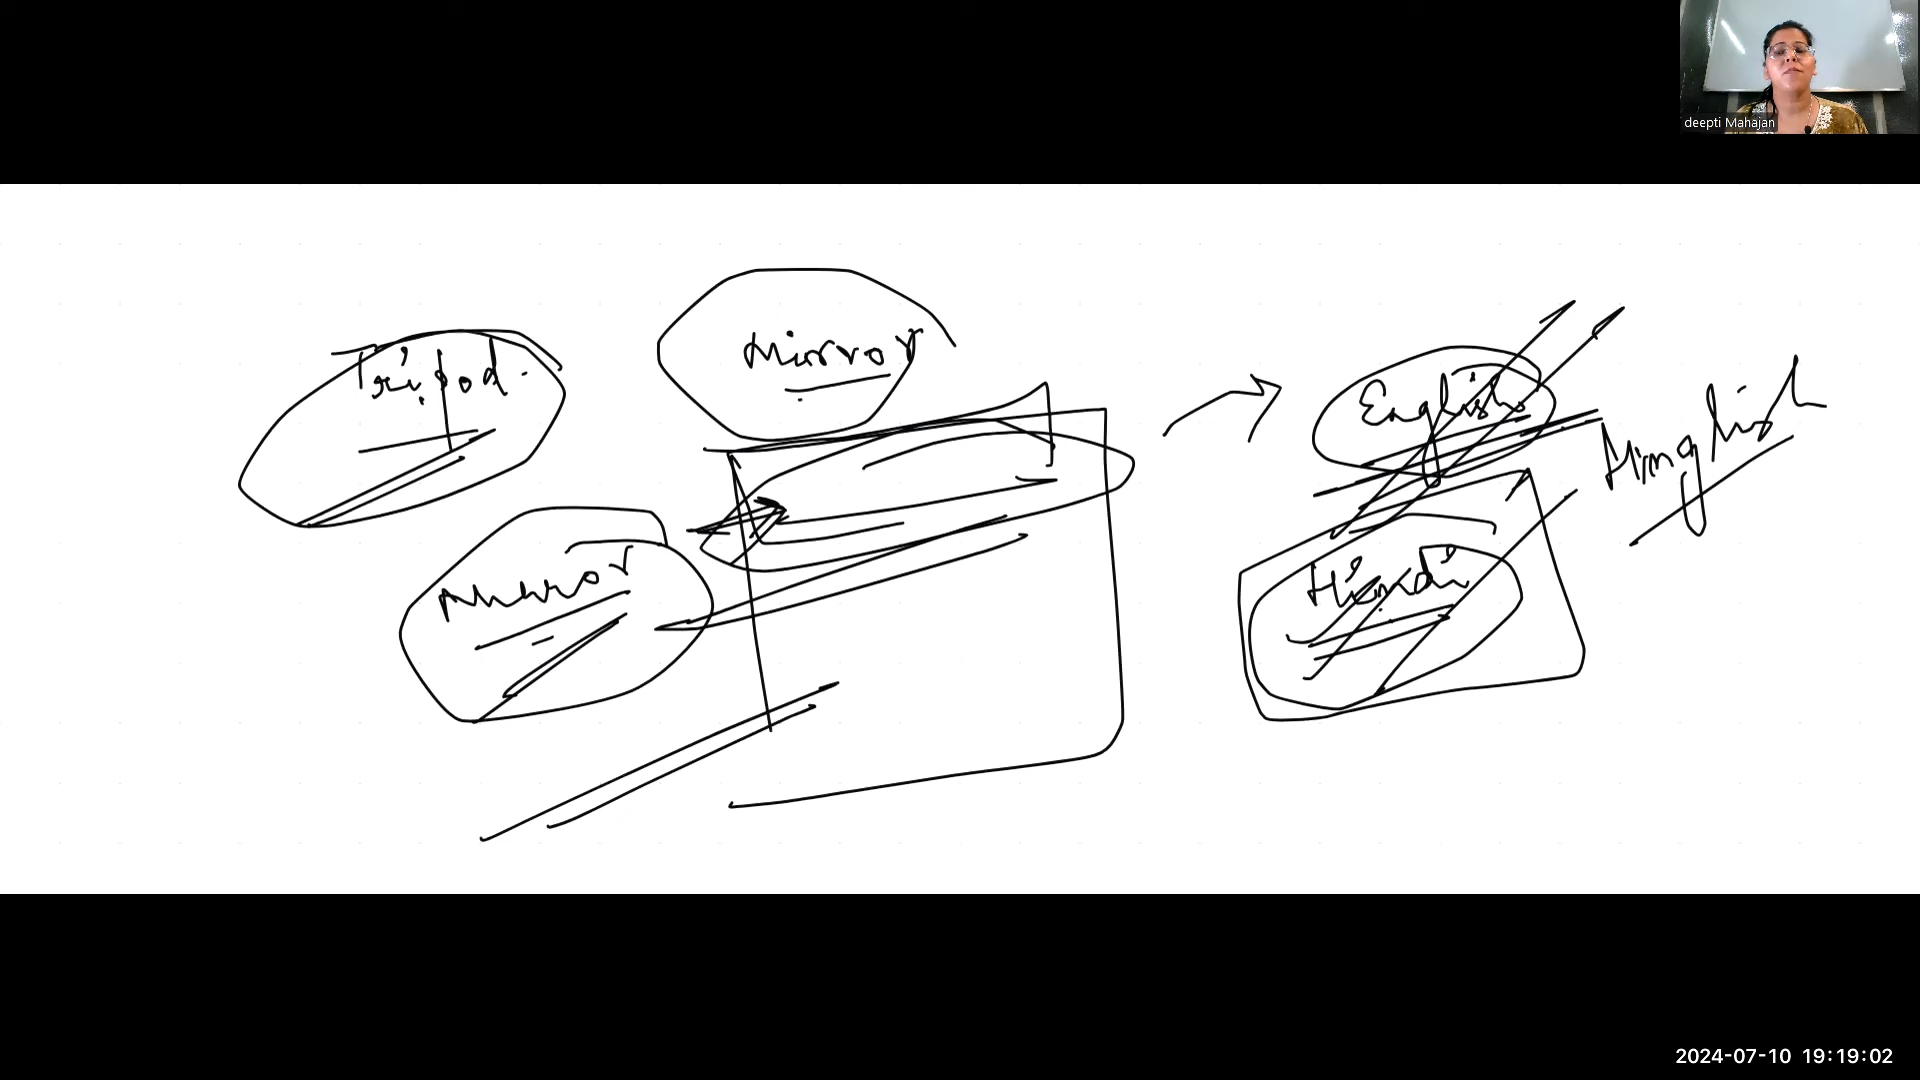 deepti Mahajan
Tripod.
Mirror
English
Hinglish
Mirror
Hindi
2024-07-10 19:19:02